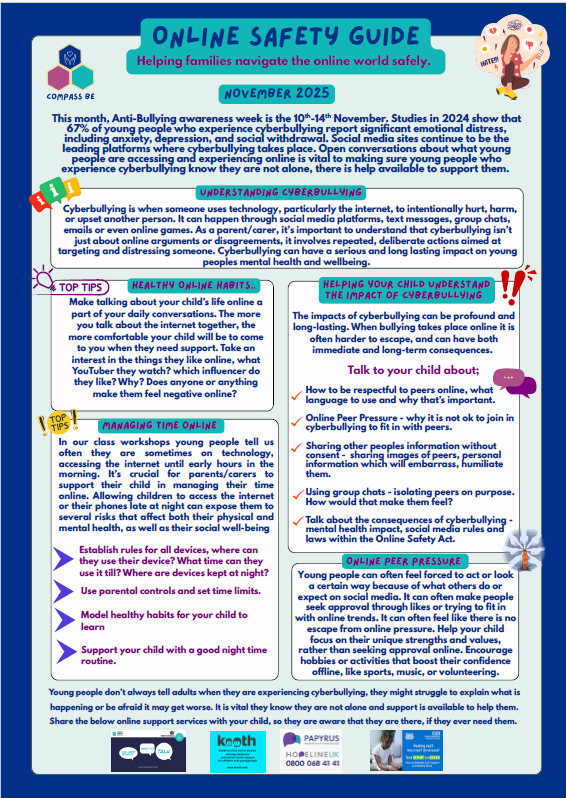 ONLINE SAFETY GUIDE
Helping families navigate the online world safely.
COMPASS BE
HATE!!!
NOVEMBER 2025
This month, Anti-Bullying awareness week is the 10th-14th November. Studies in 2024 show that
67% of young people who experience cyberbullying report significant emotional distress,
including anxiety, depression, and social withdrawal. Social media sites continue to be the
leading platforms where cyberbullying takes place. Open conversations about what young
people are accessing and experiencing online is vital to making sure young people who
experience cyberbullying know they are not alone, there is help available to support them.
UNDERSTANDING CYBERBULLYING
Cyberbullying is when someone uses technology, particularly the internet, to intentionally hurt, harm,
or upset another person. It can happen through social media platforms, text messages, group chats,
emails or even online games. As a parent/carer, it's important to understand that cyberbullying isn't
just about online arguments or disagreements, it involves repeated, deliberate actions aimed at
targeting and distressing someone. Cyberbullying can have a serious and long lasting impact on young
peoples mental health and wellbeing.
TOP TIPS
HEALTHY ONLINE HABITS..
Make talking about your child's life online a
part of your daily conversations. The more
you talk about the internet together, the
more comfortable your child will be to come
to you when they need support. Take an
interest in the things they like online, what
YouTuber they watch? which influencer do
they like? Why? Does anyone or anything
make them feel negative online?
TOP
TIPS
MANAGING TIME ONLINE
In our class workshops young people tell us
often they are sometimes on technology,
accessing the internet until early hours in the
morning. It's crucial for parents/carers to
support their child in managing their time
online. Allowing children to access the internet
or their phones late at night can expose them to
several risks that affect both their physical and
mental health, as well as their social well-being
Establish rules for all devices, where can
they use their device? What time can they
use it till? Where are devices kept at night?
Use parental controls and set time limits.
Model healthy habits for your child to
learn
Support your child with a good night time
routine.
HELPING YOUR CHILD UNDERSTAND
THE IMPACT OF CYBERBULLYING
The impacts of cyberbullying can be profound and
long-lasting. When bullying takes place online it is
often harder to escape, and can have both
immediate and long-term consequences.
Talk to your child about;
How to be respectful to peers online, what
language to use and why that's important.
Online Peer Pressure - why it is not ok to join in
cyberbullying to fit in with peers.
Sharing other peoples information without
consent - sharing images of peers, personal
information which will embarrass, humiliate
them.
Using group chats - isolating peers on purpose.
How would that make them feel?
Talk about the consequences of cyberbullying -
mental health impact, social media rules and
laws within the Online Safety Act.
ONLINE PEER PRESSURE
Young people can often feel forced to act or look
a certain way because of what others do or
expect on social media. It can often make people
seek approval through likes or trying to fit in
with online trends. It can often feel like there is no
escape from online pressure. Help your child
focus on their unique strengths and values,
rather than seeking approval online. Encourage
hobbies or activities that boost their confidence
offline, like sports, music, or volunteering.
Young people don't always tell adults when they are experiencing cyberbullying, they might struggle to explain what is
happening or be afraid it may get worse. It is vital they know they are not alone and support is available to help them.
Share the below online support services with your child, so they are aware that they are there, if they ever need them.
TALK
kooth
PAPYRUS
HOPELINEUK
0800 068 41 41